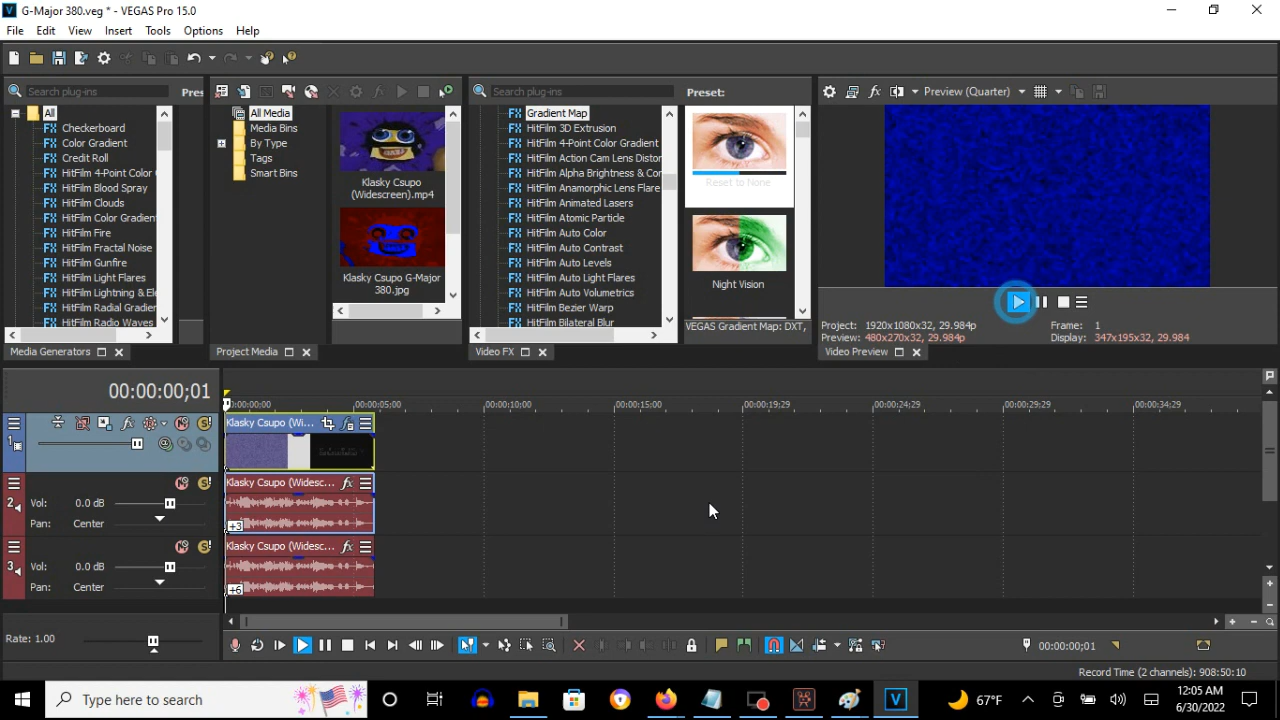 G-Major 380.veg * - VEGAS Pro 15.0
File Edit View Insert Tools Options Help
Search plug-ins
Pres
All
Checkerboard
Color Gradient
Credit Roll
HitFilm 4-Point Color
HitFilm Blood Spray
HitFilm Clouds
HitFilm Color Gradien
HitFilm Fire
HitFilm Fractal Noise
HitFilm Gunfire
HitFilm Light Flares
HitFilm Lightning & Ele
HitFilm Radial Gradier
HitFilm Radio Waves
Media Generators
All Media
Media Bins
By Type
Tags
Smart Bins
Klasky Csupo
(Widescreen).mp4
Klasky Csupo G-Major
380.jpg
Project Media
Search plug-ins
Gradient Map
HitFilm 3D Extrusion
HitFilm 4-Point Color Gradient
HitFilm Action Cam Lens Distor
HitFilm Alpha Brightness & Cor
HitFilm Anamorphic Lens Flare
HitFilm Animated Lasers
HitFilm Atomic Particle
HitFilm Auto Color
HitFilm Auto Contrast
HitFilm Auto Levels
HitFilm Auto Light Flares
HitFilm Auto Volumetrics
HitFilm Bezier Warp
HitFilm Bilateral Blur
Preset:
Reset to None
Night Vision
VEGAS Gradient Map: DXT,
Video FX
Preview (Quarter)
Project: 1920x1080x32, 29.984p
Preview: 480x270x32, 29.984p
Frame: 1
Display: 347x195x32, 29.984
Video Preview
00:00:00;01
00:00:00;00 00:00:05;00 00:00:10;00 00:00:15;00 00:00:19;29 00:00:24;29 00:00:29;29 00:00:34;29
1
Klasky Csupo (Wi...
2
Vol: 0.0 dB
Pan: Center
Klasky Csupo (Widesc...
+3
3
Vol: 0.0 dB
Pan: Center
Klasky Csupo (Widesc...
+6
Rate: 1.00
00:00:00;01
Record Time (2 channels): 908:50:10
Type here to search
67°F
12:05 AM
6/30/2022